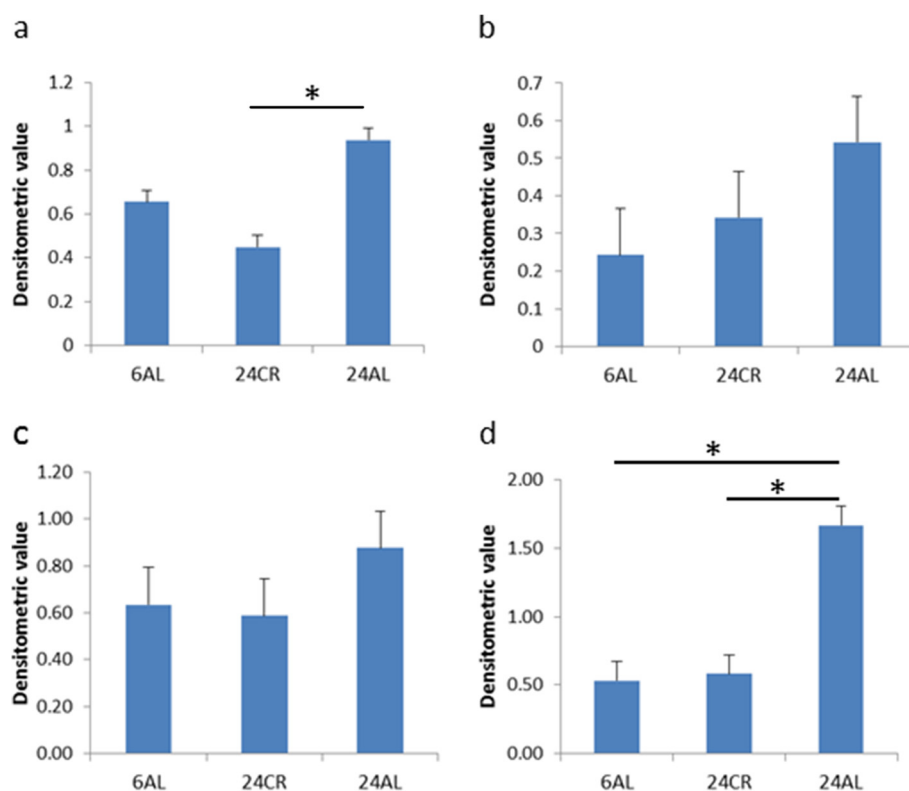 a
Densitometric value
1.2
1
0.8
0.6
0.4
0.2
0
*
6AL 24CR 24AL
b
Densitometric value
0.7
0.6
0.5
0.4
0.3
0.2
0.1
0
6AL 24CR 24AL
c
Densitometric value
1.20
1.00
0.80
0.60
0.40
0.20
0.00
6AL 24CR 24AL
d
Densitometric value
2.00
1.50
1.00
0.50
0.00
*
*
6AL 24CR 24AL